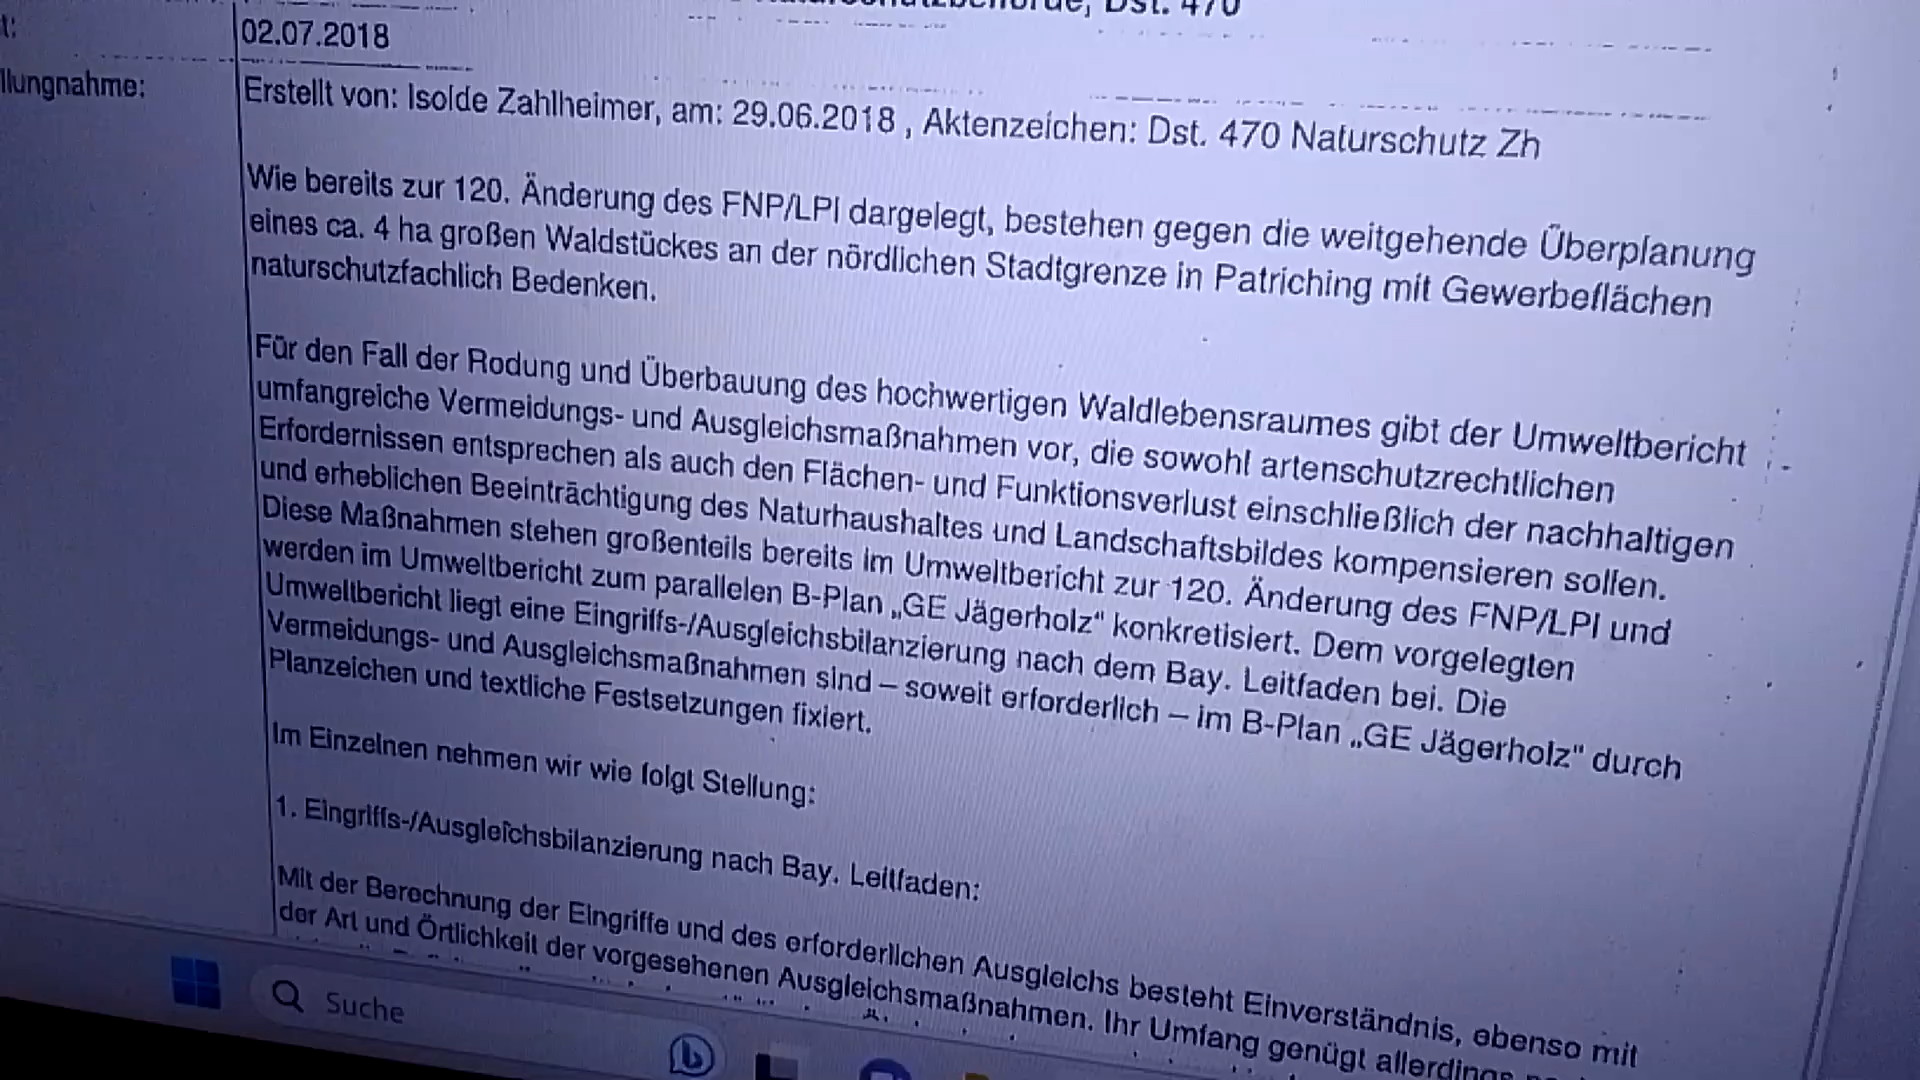 Dst. 470
02.07.2018
llungnahme:
Erstellt von: Isolde Zahlheimer, am: 29.06.2018 , Aktenzeichen: Dst. 470 Naturschutz Zh
Wie bereits zur 120. Änderung des FNP/LPI dargelegt, bestehen gegen die weitgehende Überplanung
eines ca. 4 ha großen Waldstückes an der nördlichen Stadtgrenze in Patriching mit Gewerbeflächen
naturschutzfachlich Bedenken.
Für den Fall der Rodung und Überbauung des hochwertigen Waldlebensraumes gibt der Umweltbericht
umfangreiche Vermeidungs- und Ausgleichsmaßnahmen vor, die sowohl artenschutzrechtlichen
Erfordernissen entsprechen als auch den Flächen- und Funktionsverlust einschließlich der nachhaltigen
und erheblichen Beeinträchtigung des Naturhaushaltes und Landschaftsbildes kompensieren sollen.
Diese Maßnahmen stehen großenteils bereits im Umweltbericht zur 120. Änderung des FNP/LPI und
werden im Umweltbericht zum parallelen B-Plan „GE Jägerholz" konkretisiert. Dem vorgelegten
Umweltbericht liegt eine Eingriffs-/Ausgleichsbilanzierung nach dem Bay. Leitfaden bei. Die
Vermeidungs- und Ausgleichsmaßnahmen sind – soweit erforderlich – im B-Plan „GE Jägerholz" durch
Planzeichen und textliche Festsetzungen fixiert.
Im Einzelnen nehmen wir wie folgt Stellung:
1. Eingriffs-/Ausgleichsbilanzierung nach Bay. Leitfaden:
Mit der Berechnung der Eingriffe und des erforderlichen Ausgleichs besteht Einverständnis, ebenso mit
der Art und Örtlichkeit der vorgesehenen Ausgleichsmaßnahmen. Ihr Umfang genügt allerdings
Suche